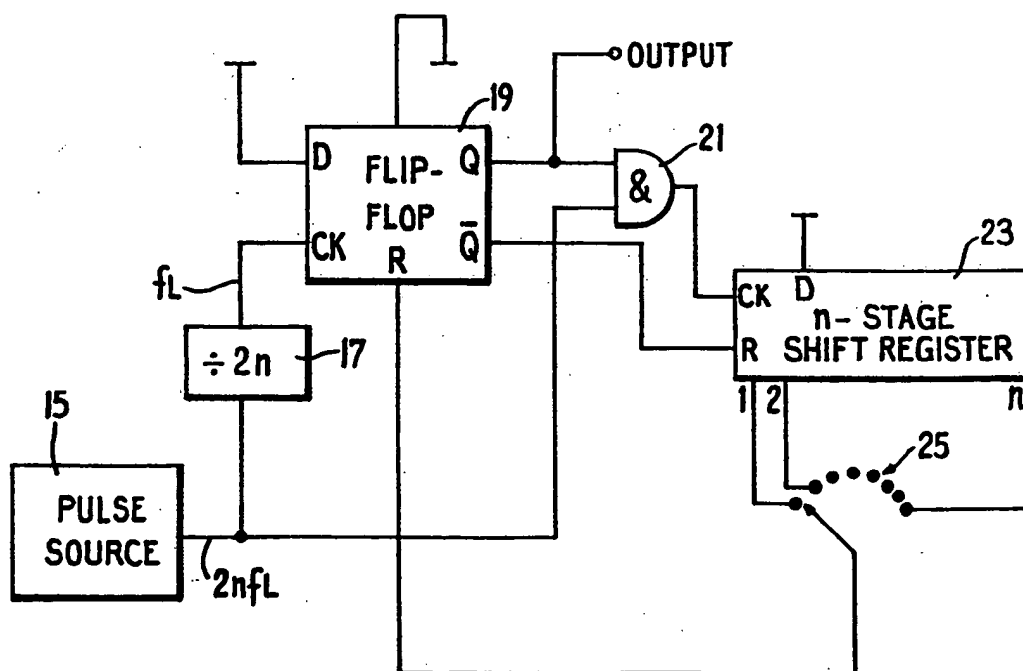 OUTPUT
19
D
FLIP-
FLOP
Q
CK
Q̅
R
21
&
23
CK
D
n- STAGE
SHIFT REGISTER
R
1
2
n
fL
÷ 2n
17
15
PULSE
SOURCE
2nfL
25